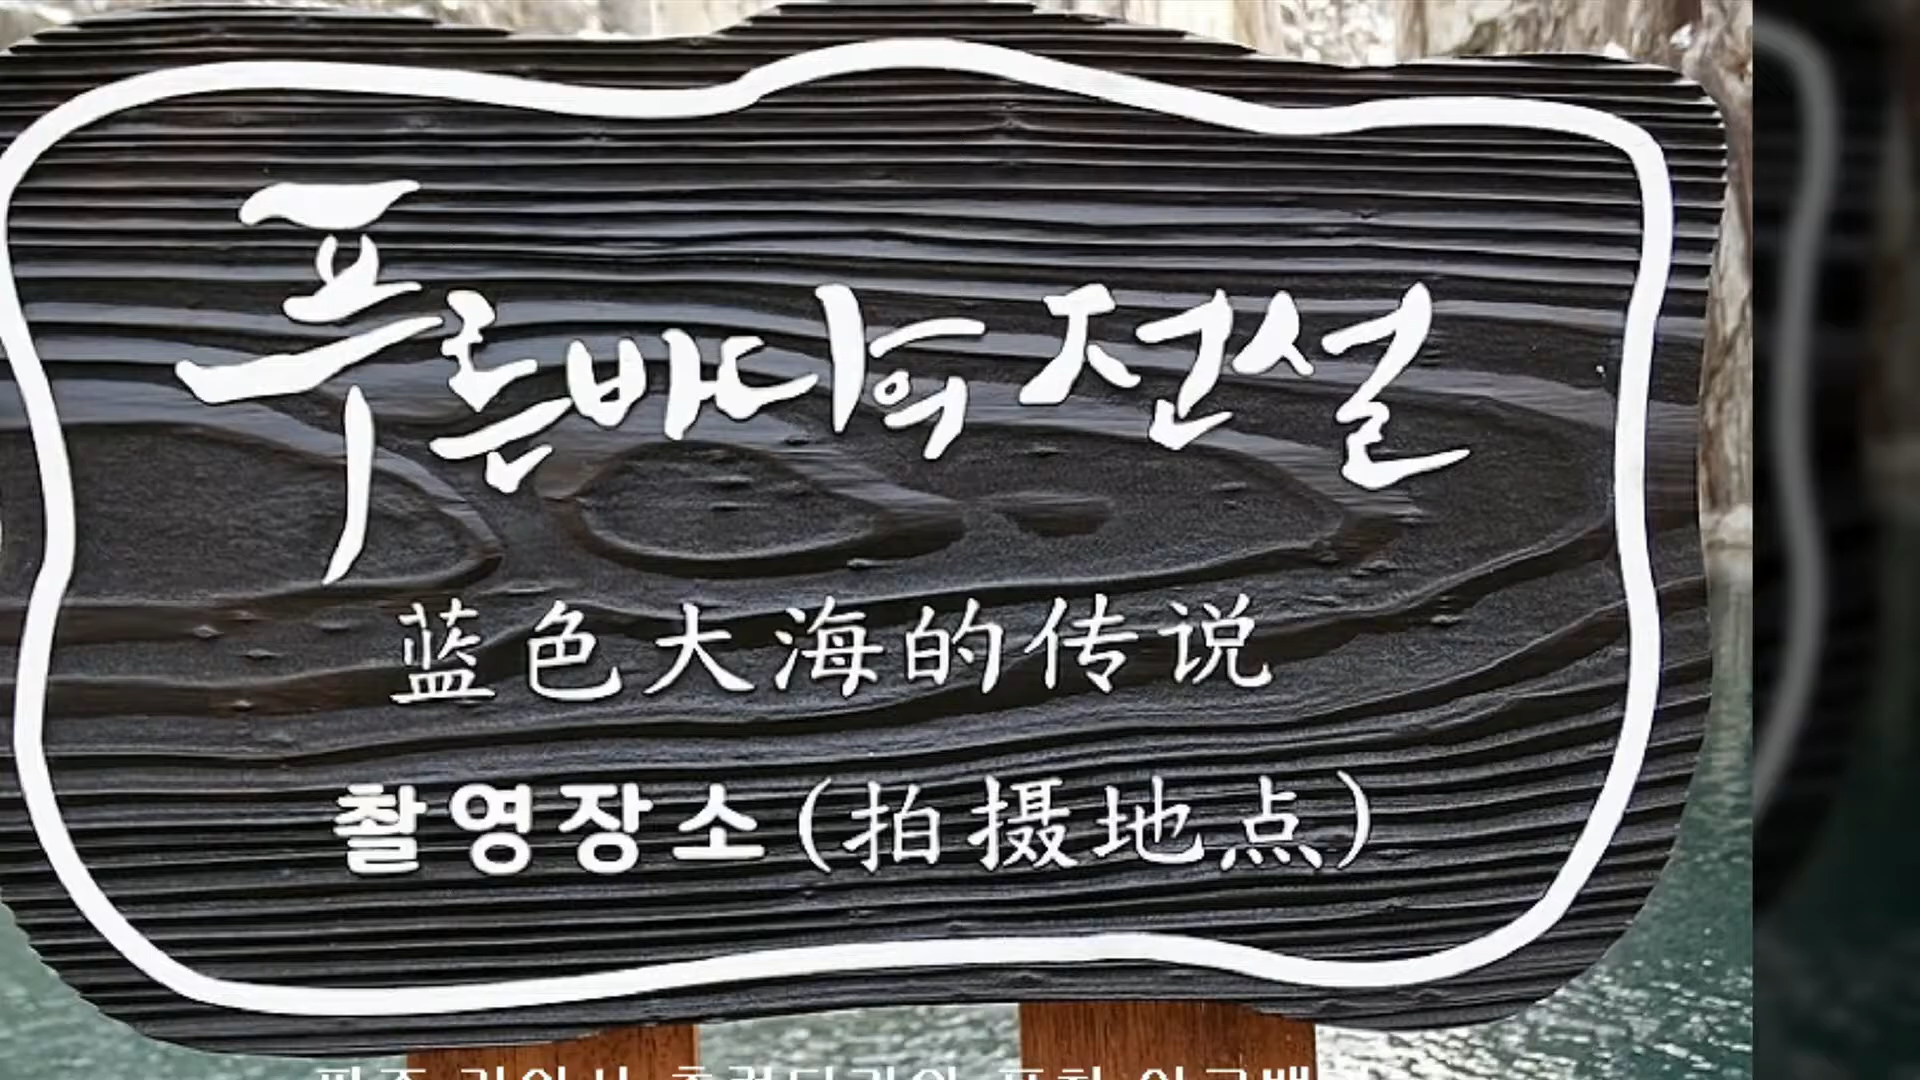 푸른바다의 전설
蓝色大海的传说
촬영장소(拍摄地点)